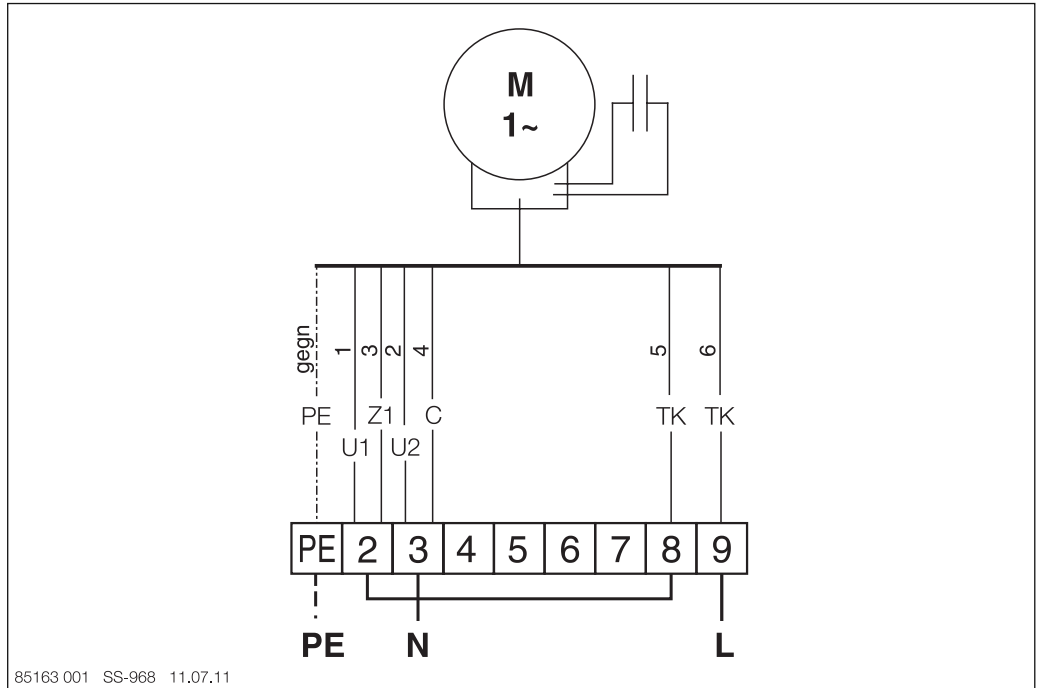 M
1~
gegn 1 3 2 4 5 6
PE Z1 C TK TK
U1 U2
PE 2 3 4 5 6 7 8 9
PE N L
85163 001 SS-968 11.07.11